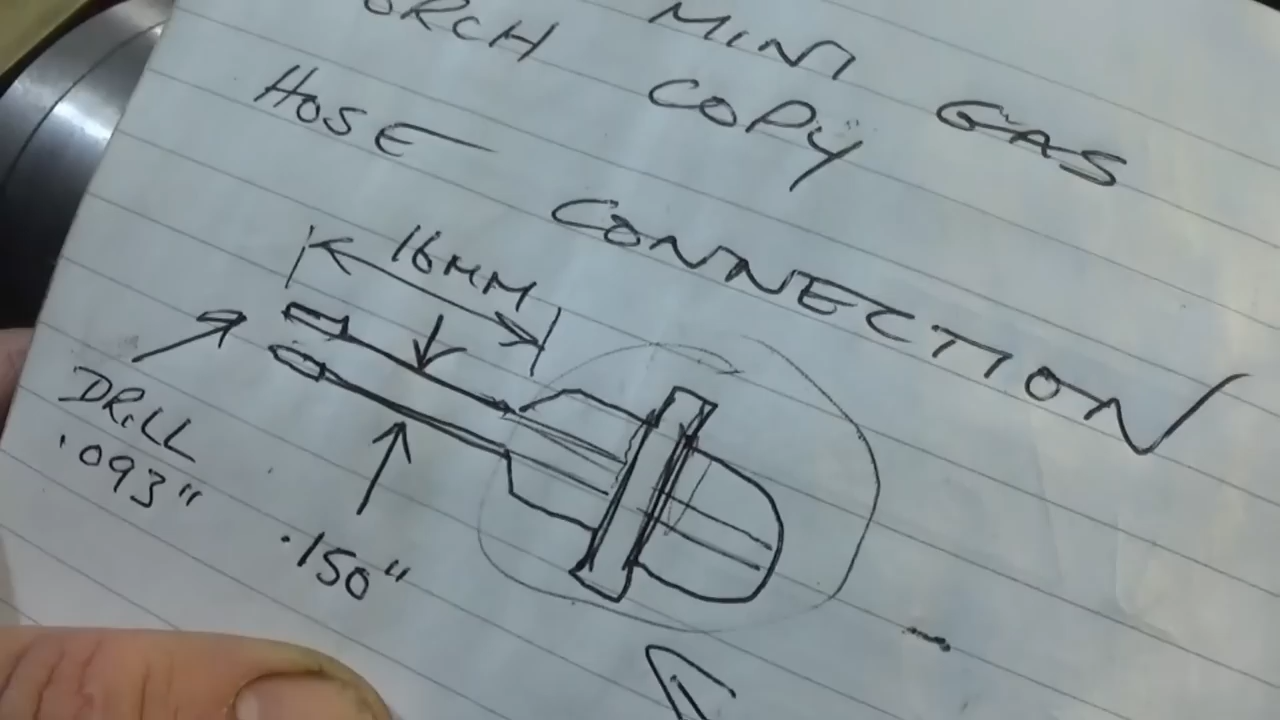 MINI GAS
ORCH COPY
HOSE CONNECTION
16MM
DRILL
.093"
.150"